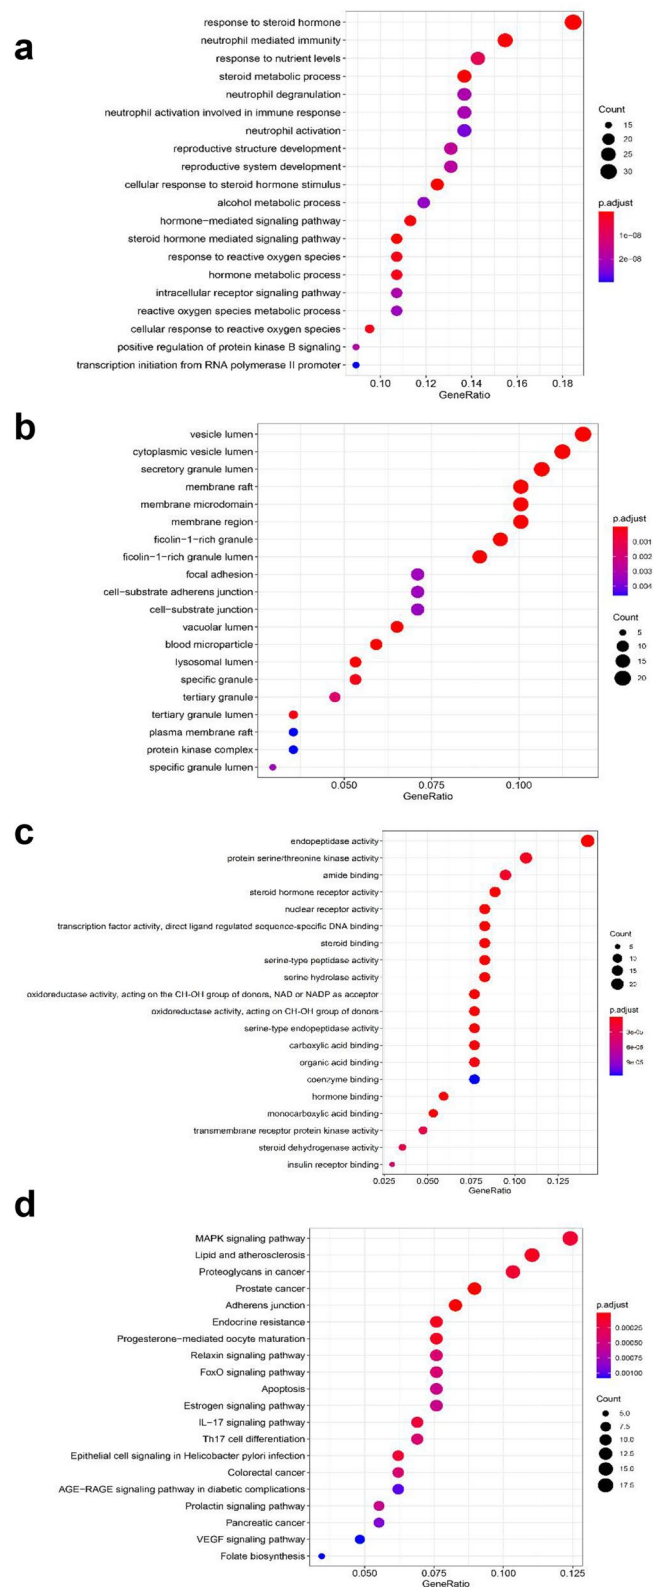 a
response to steroid hormone
neutrophil mediated immunity
response to nutrient levels
steroid metabolic process
neutrophil degranulation
neutrophil activation involved in immune response
neutrophil activation
reproductive structure development
reproductive system development
cellular response to steroid hormone stimulus
alcohol metabolic process
hormone-mediated signaling pathway
steroid hormone mediated signaling pathway
response to reactive oxygen species
hormone metabolic process
intracellular receptor signaling pathway
reactive oxygen species metabolic process
cellular response to reactive oxygen species
positive regulation of protein kinase B signaling
transcription initiation from RNA polymerase II promoter
0.10 0.12 0.14 0.16 0.18
GeneRatio
Count
15
20
25
30
p.adjust
1e-08
2e-08
b
vesicle lumen
cytoplasmic vesicle lumen
secretory granule lumen
membrane raft
membrane microdomain
membrane region
ficolin-1-rich granule
ficolin-1-rich granule lumen
focal adhesion
cell-substrate adherens junction
cell-substrate junction
vacuolar lumen
blood microparticle
lysosomal lumen
specific granule
tertiary granule
tertiary granule lumen
plasma membrane raft
protein kinase complex
specific granule lumen
0.050 0.075 0.100
GeneRatio
p.adjust
0.001
0.002
0.003
0.004
Count
5
10
15
20
c
endopeptidase activity
protein serine/threonine kinase activity
amide binding
steroid hormone receptor activity
nuclear receptor activity
transcription factor activity, direct ligand regulated sequence-specific DNA binding
steroid binding
serine-type peptidase activity
serine hydrolase activity
oxidoreductase activity, acting on the CH-OH group of donors, NAD or NADP as acceptor
oxidoreductase activity, acting on CH-OH group of donors
serine-type endopeptidase activity
carboxylic acid binding
organic acid binding
coenzyme binding
hormone binding
monocarboxylic acid binding
transmembrane receptor protein kinase activity
steroid dehydrogenase activity
insulin receptor binding
0.025 0.050 0.075 0.100 0.125
GeneRatio
Count
5
10
15
20
p.adjust
3e-05
6e-05
9e-05
d
MAPK signaling pathway
Lipid and atherosclerosis
Proteoglycans in cancer
Prostate cancer
Adherens junction
Endocrine resistance
Progesterone-mediated oocyte maturation
Relaxin signaling pathway
FoxO signaling pathway
Apoptosis
Estrogen signaling pathway
IL-17 signaling pathway
Th17 cell differentiation
Epithelial cell signaling in Helicobacter pylori infection
Colorectal cancer
AGE-RAGE signaling pathway in diabetic complications
Prolactin signaling pathway
Pancreatic cancer
VEGF signaling pathway
Folate biosynthesis
0.050 0.075 0.100 0.125
GeneRatio
p.adjust
0.00025
0.00050
0.00075
0.00100
Count
5.0
7.5
10.0
12.5
15.0
17.5